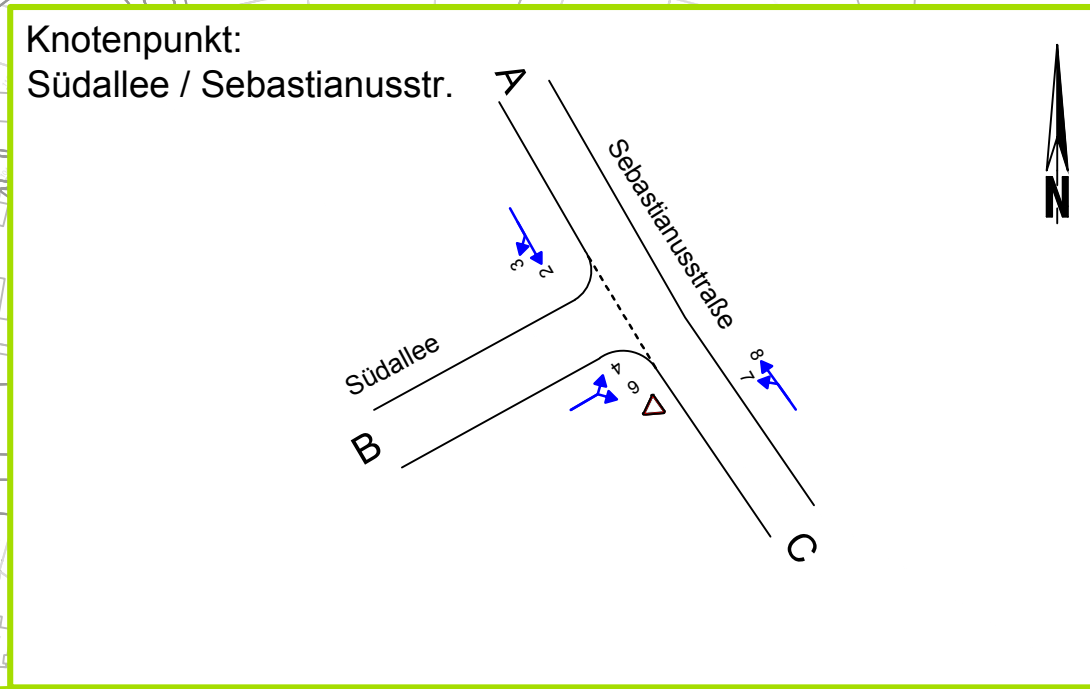 Knotenpunkt:
Südallee / Sebastianusstr.
A
Sebastianusstraße
N
3
2
Südallee
8
7
4
6
B
C